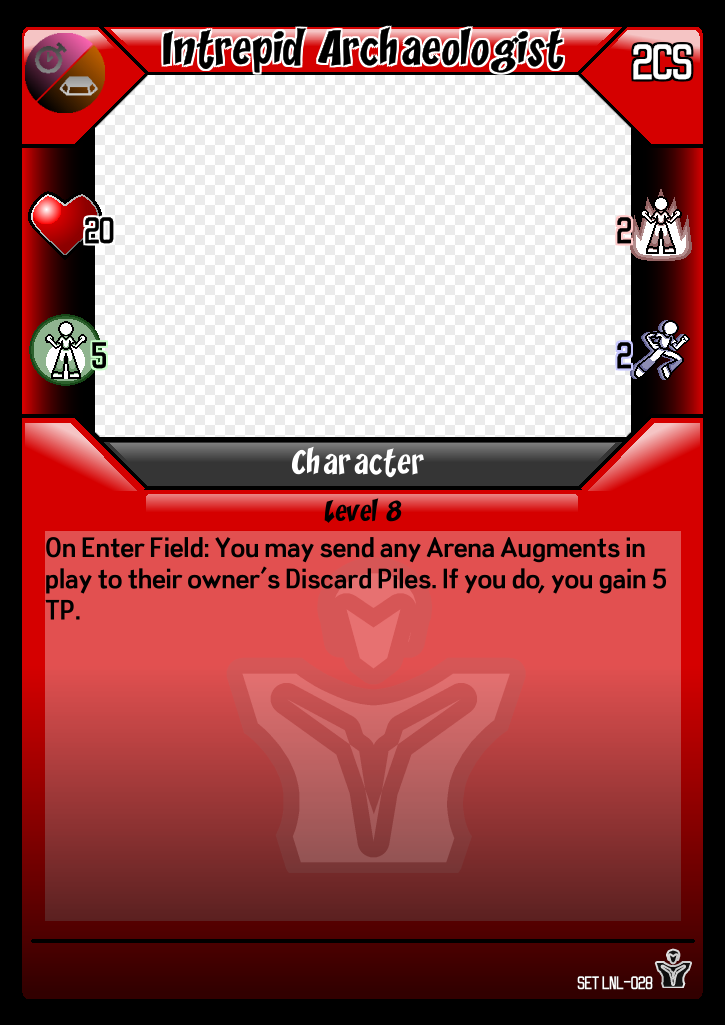 Intrepid Archaeologist
2CS
20
2
5
2
Character
Level 8
On Enter Field: You may send any Arena Augments in
play to their owner's Discard Piles. If you do, you gain 5
TP.
SET LNL-028